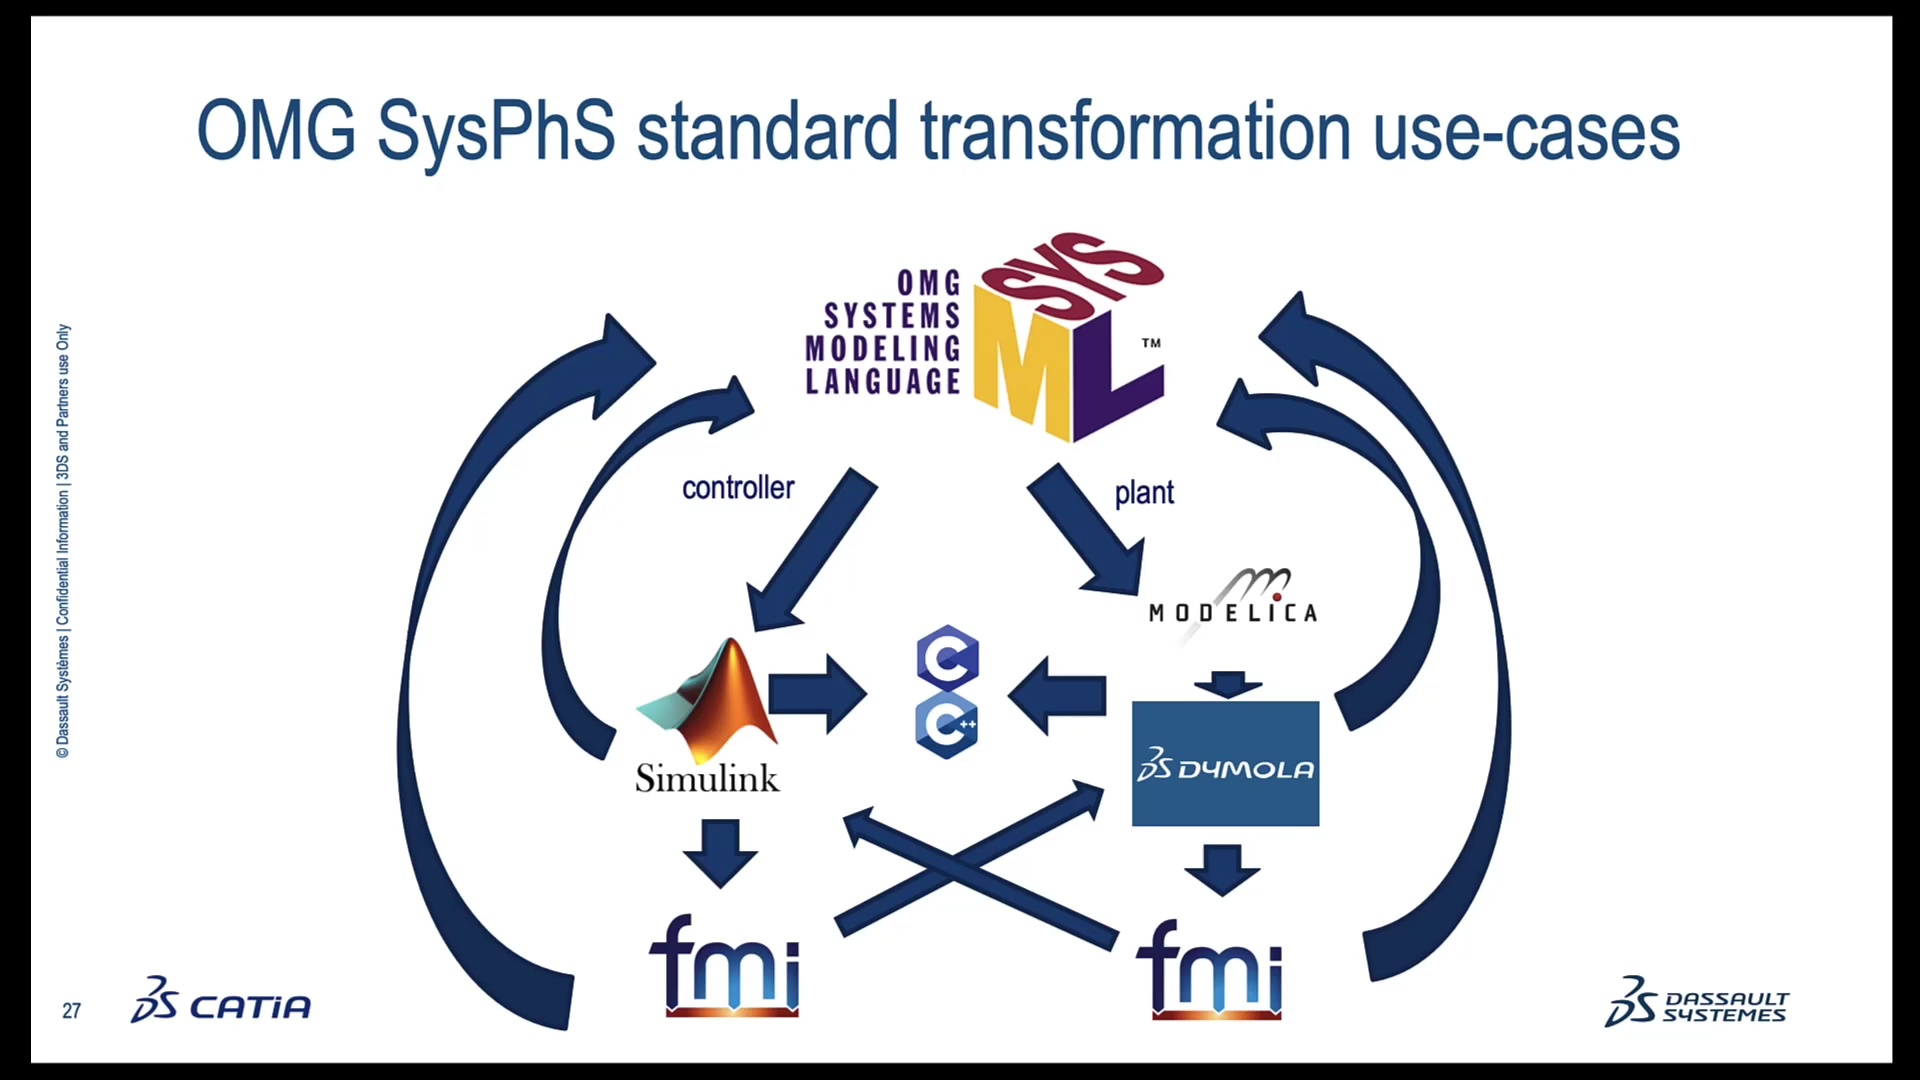 OMG SysPhS standard transformation use-cases
OMG
SYSTEMS
MODELING
LANGUAGE
SYS
ML
TM
controller
plant
MODELICA
C
C++
Simulink
3DS DYMOLA
fmi
fmi
© Dassault Systèmes | Confidential Information | 3DS and Partners use Only
27
3DS CATIA
3DS DASSAULT
SYSTEMES